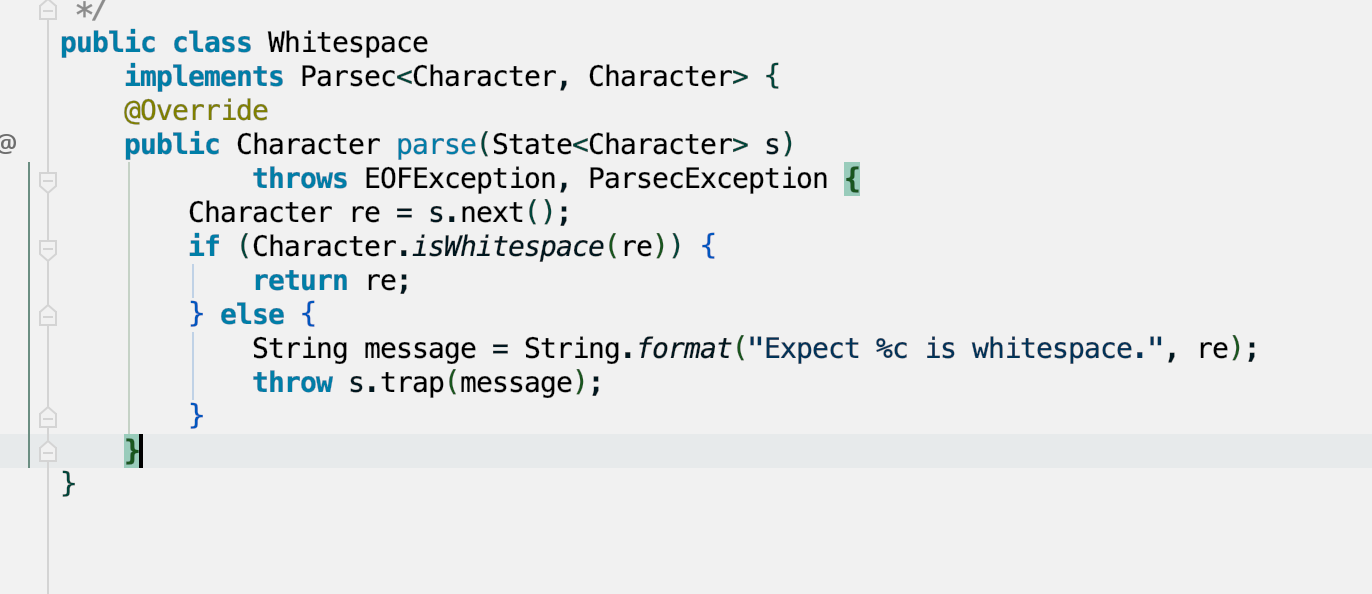 */
public class Whitespace
implements Parsec<Character, Character> {
@Override
@
public Character parse(State<Character> s)
throws EOFException, ParsecException {
Character re = s.next();
if (Character.isWhitespace(re)) {
return re;
} else {
String message = String.format("Expect %c is whitespace.", re);
throw s.trap(message);
}
}
}